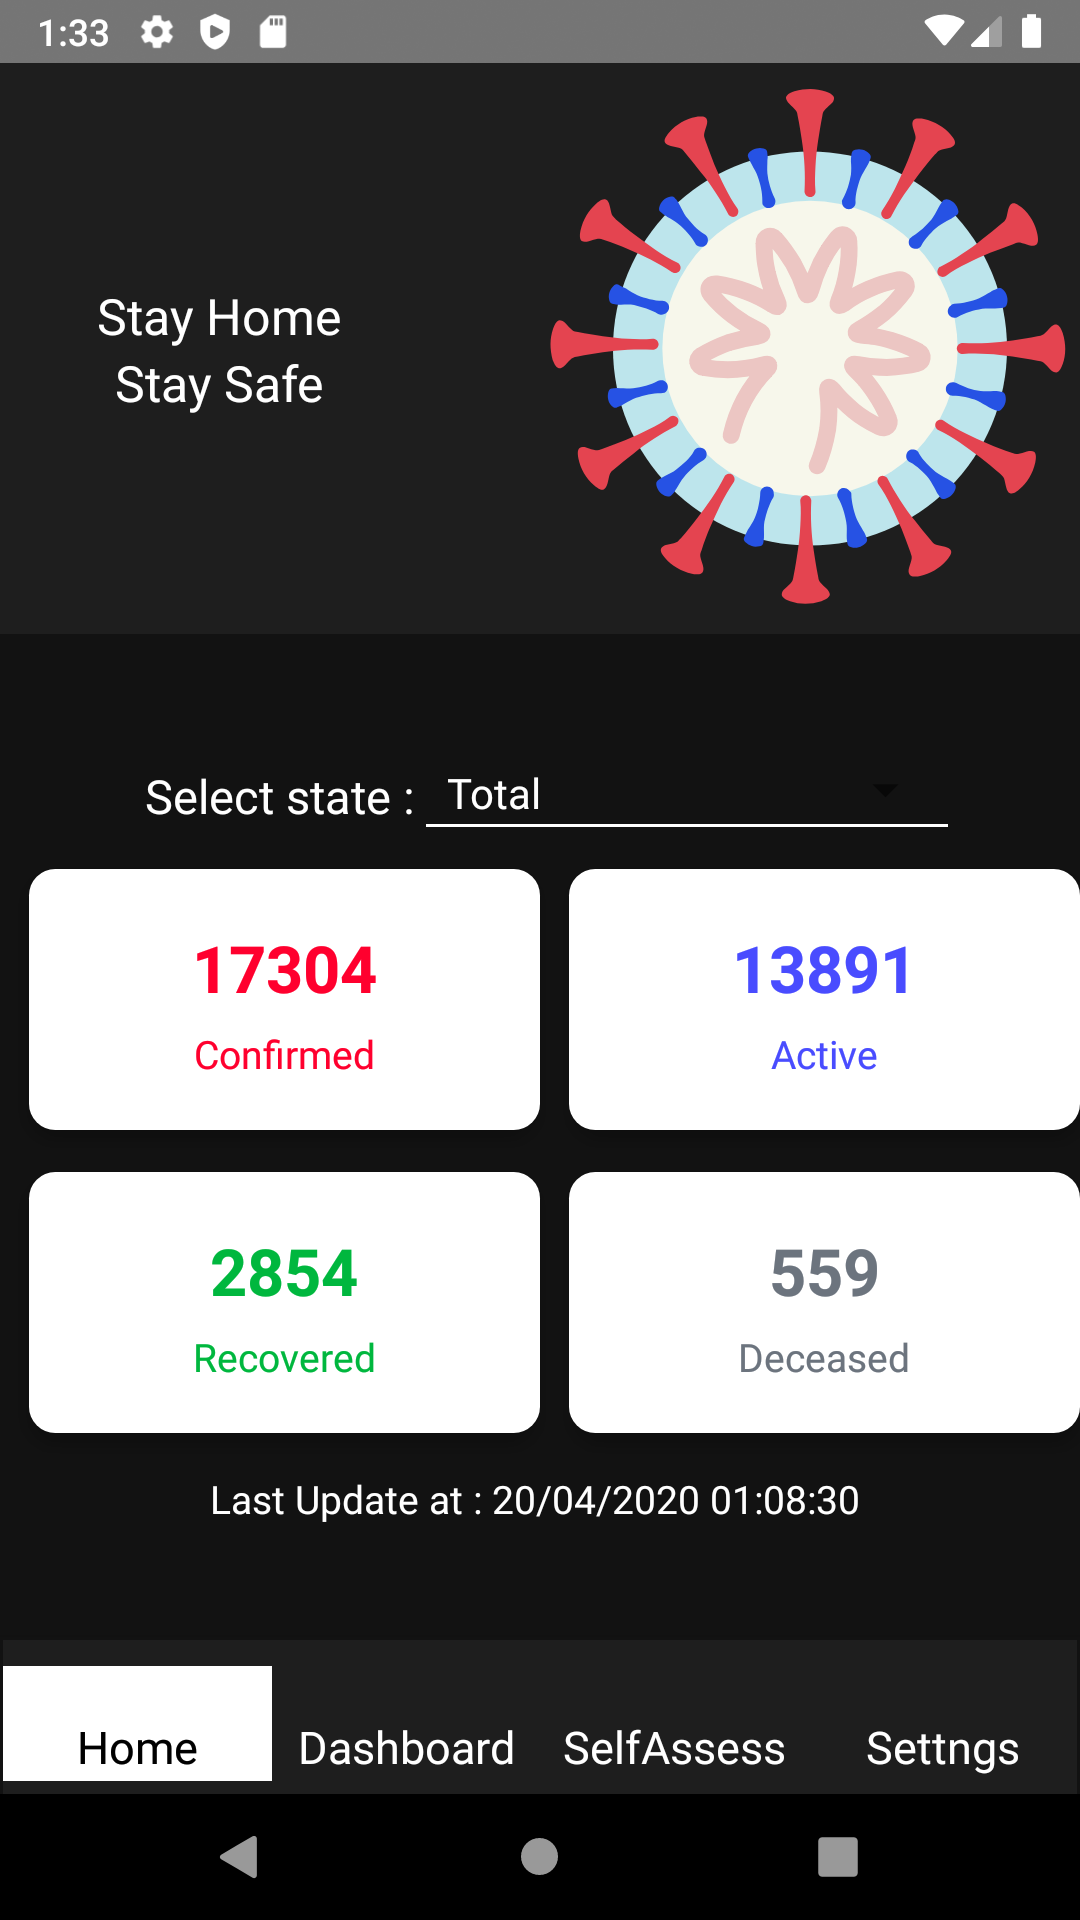 1:33
Stay Home
Stay Safe
Select state : Total
17304
Confirmed
13891
Active
2854
Recovered
559
Deceased
Last Update at : 20/04/2020 01:08:30
Home Dashboard SelfAssess Settngs